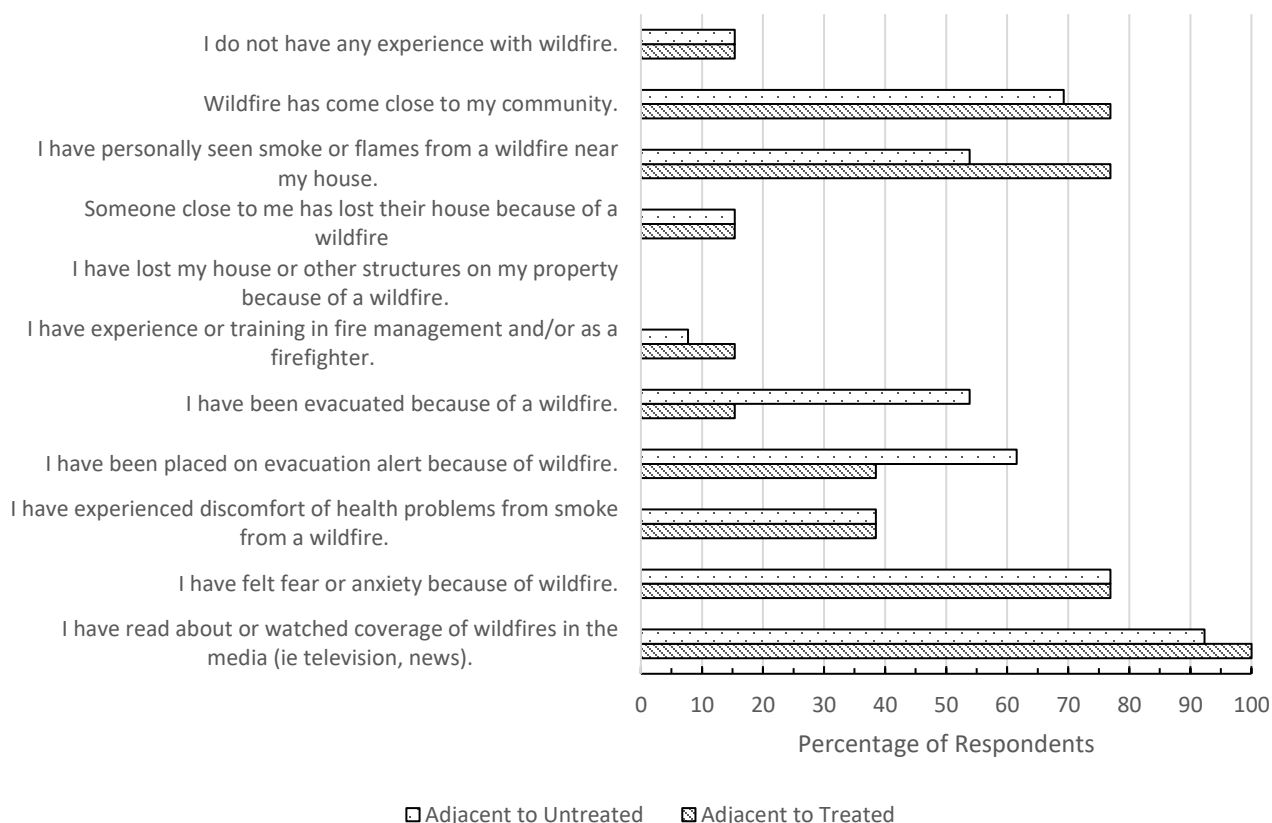 I do not have any experience with wildfire.
Wildfire has come close to my community.
I have personally seen smoke or flames from a wildfire near
my house.
Someone close to me has lost their house because of a
wildfire
I have lost my house or other structures on my property
because of a wildfire.
I have experience or training in fire management and/or as a
firefighter.
I have been evacuated because of a wildfire.
I have been placed on evacuation alert because of wildfire.
I have experienced discomfort of health problems from smoke
from a wildfire.
I have felt fear or anxiety because of wildfire.
I have read about or watched coverage of wildfires in the
media (ie television, news).
0 10 20 30 40 50 60 70 80 90 100
Percentage of Respondents
Adjacent to Untreated Adjacent to Treated